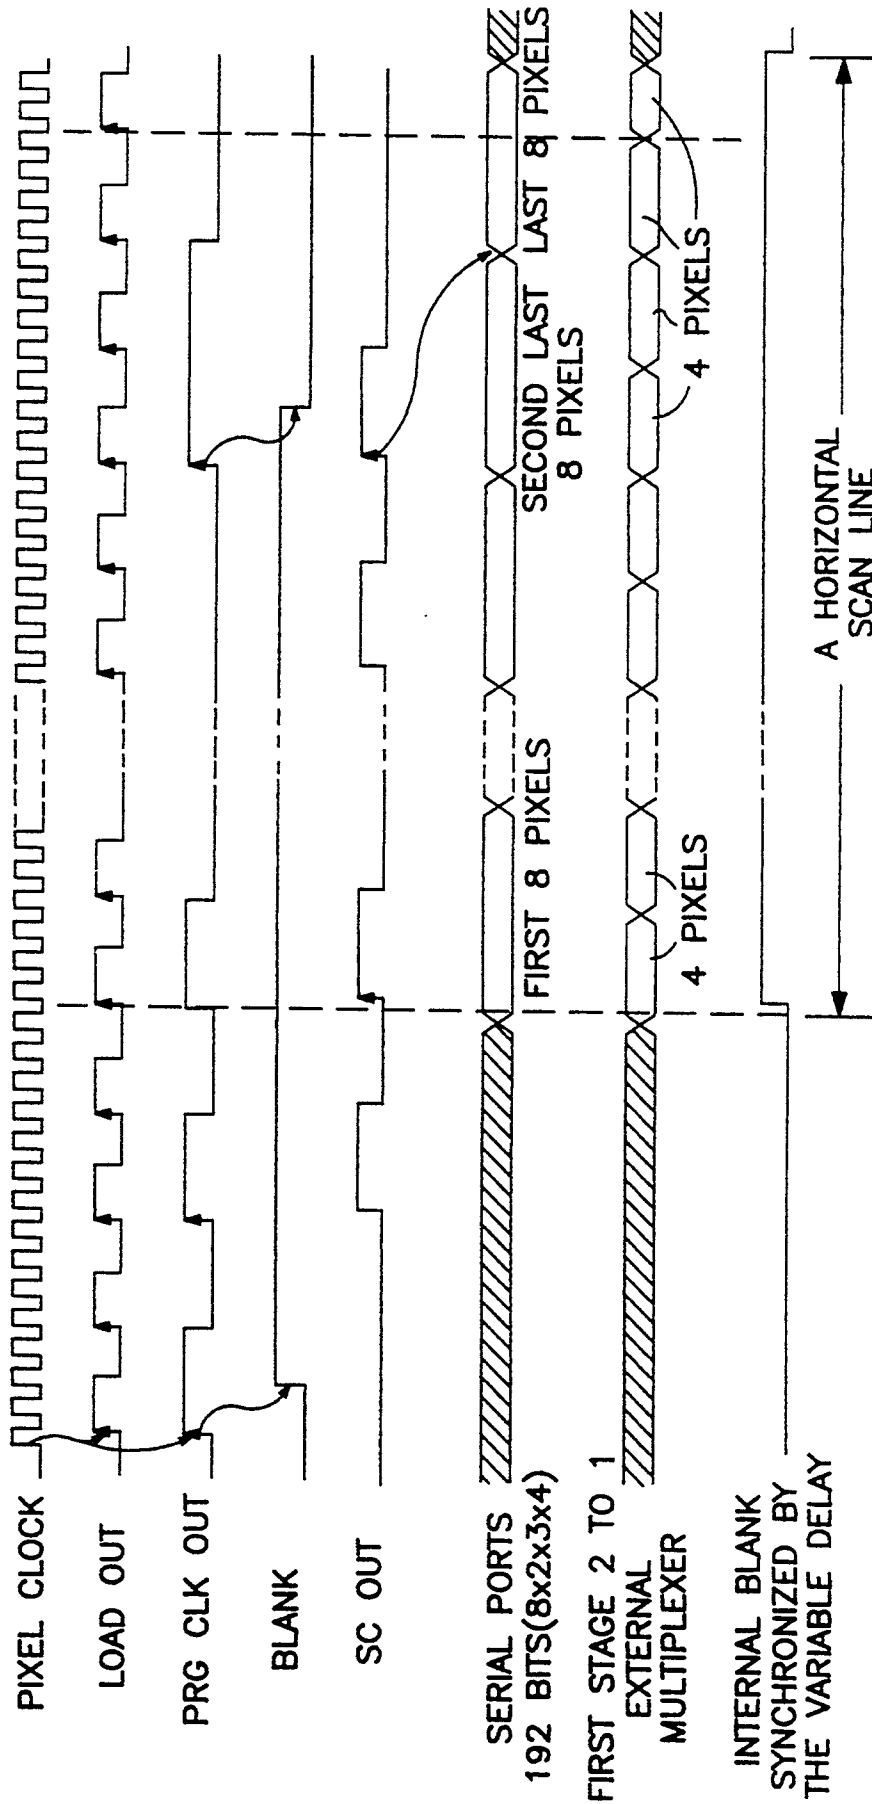 PIXEL CLOCK
LOAD OUT
PRG CLK OUT
BLANK
SC OUT
SERIAL PORTS
192 BITS(8x2x3x4)
FIRST 8 PIXELS
SECOND LAST
8 PIXELS
LAST 8 PIXELS
FIRST STAGE 2 TO 1
EXTERNAL
MULTIPLEXER
4 PIXELS
4 PIXELS
INTERNAL BLANK
SYNCHRONIZED BY
THE VARIABLE DELAY
A HORIZONTAL
SCAN LINE